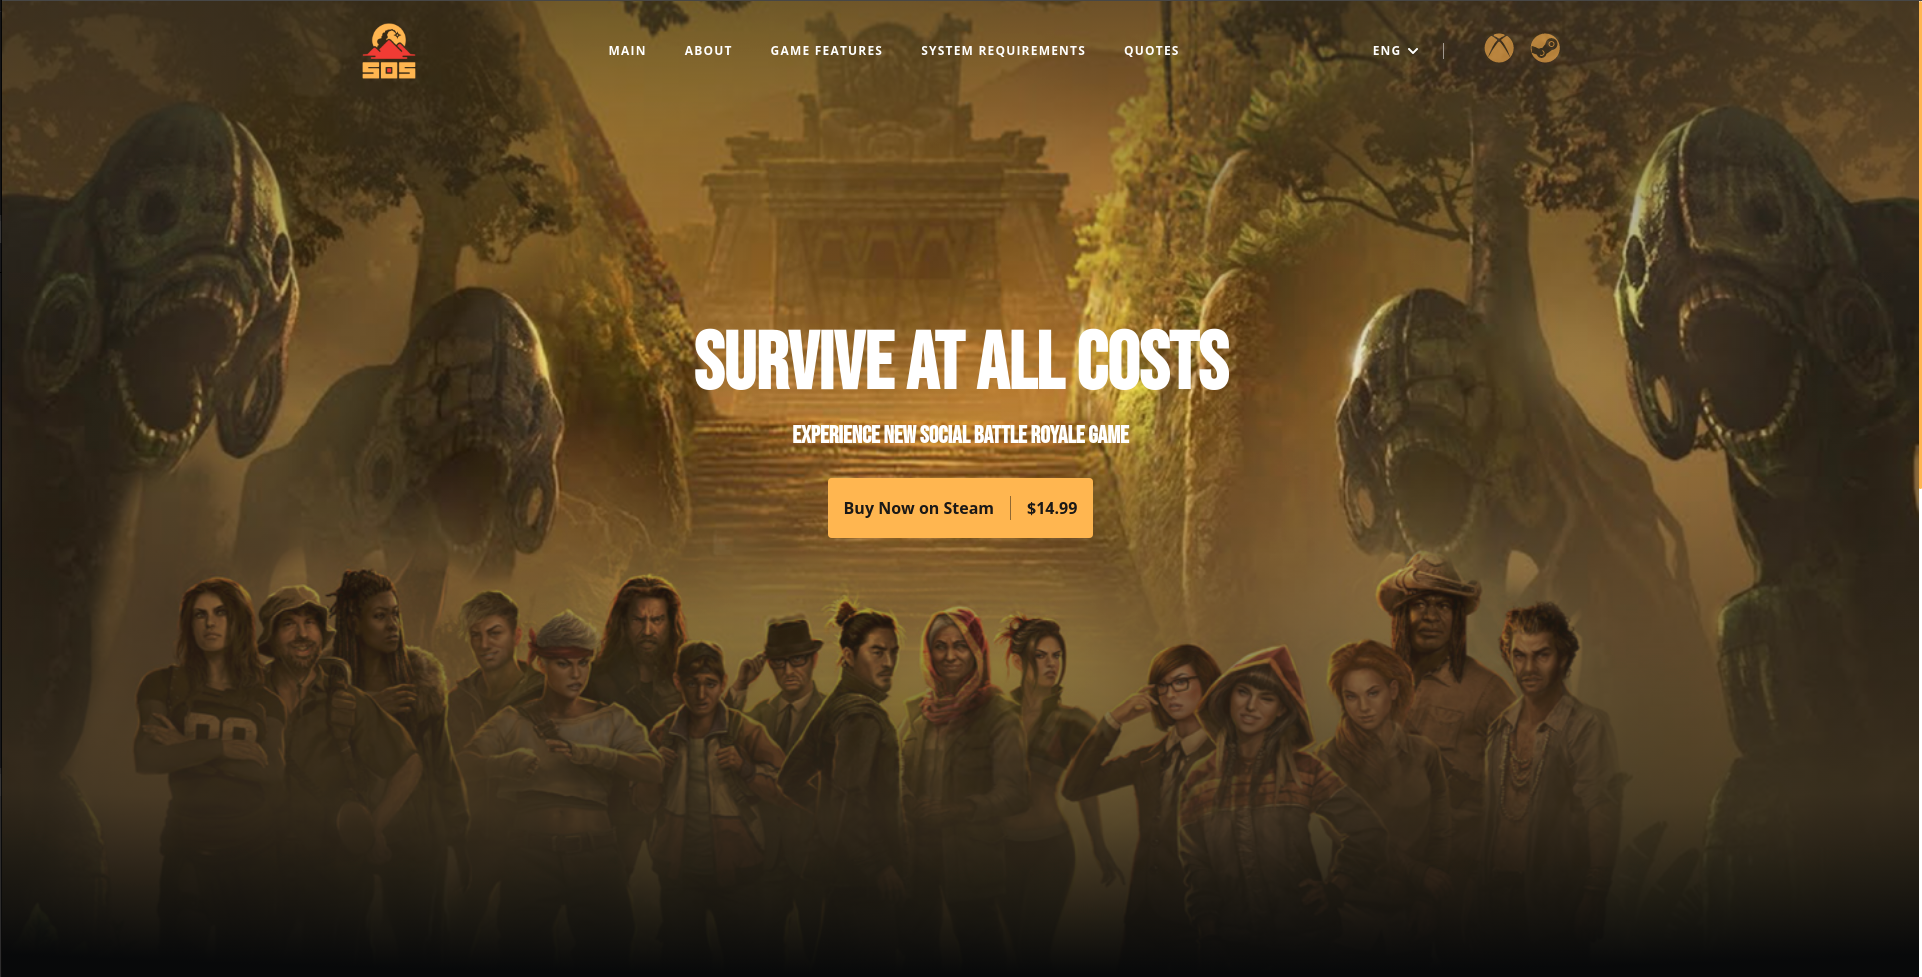 SOS
MAIN
ABOUT
GAME FEATURES
SYSTEM REQUIREMENTS
QUOTES
ENG
SURVIVE AT ALL COSTS
EXPERIENCE NEW SOCIAL BATTLE ROYALE GAME
Buy Now on Steam
$14.99